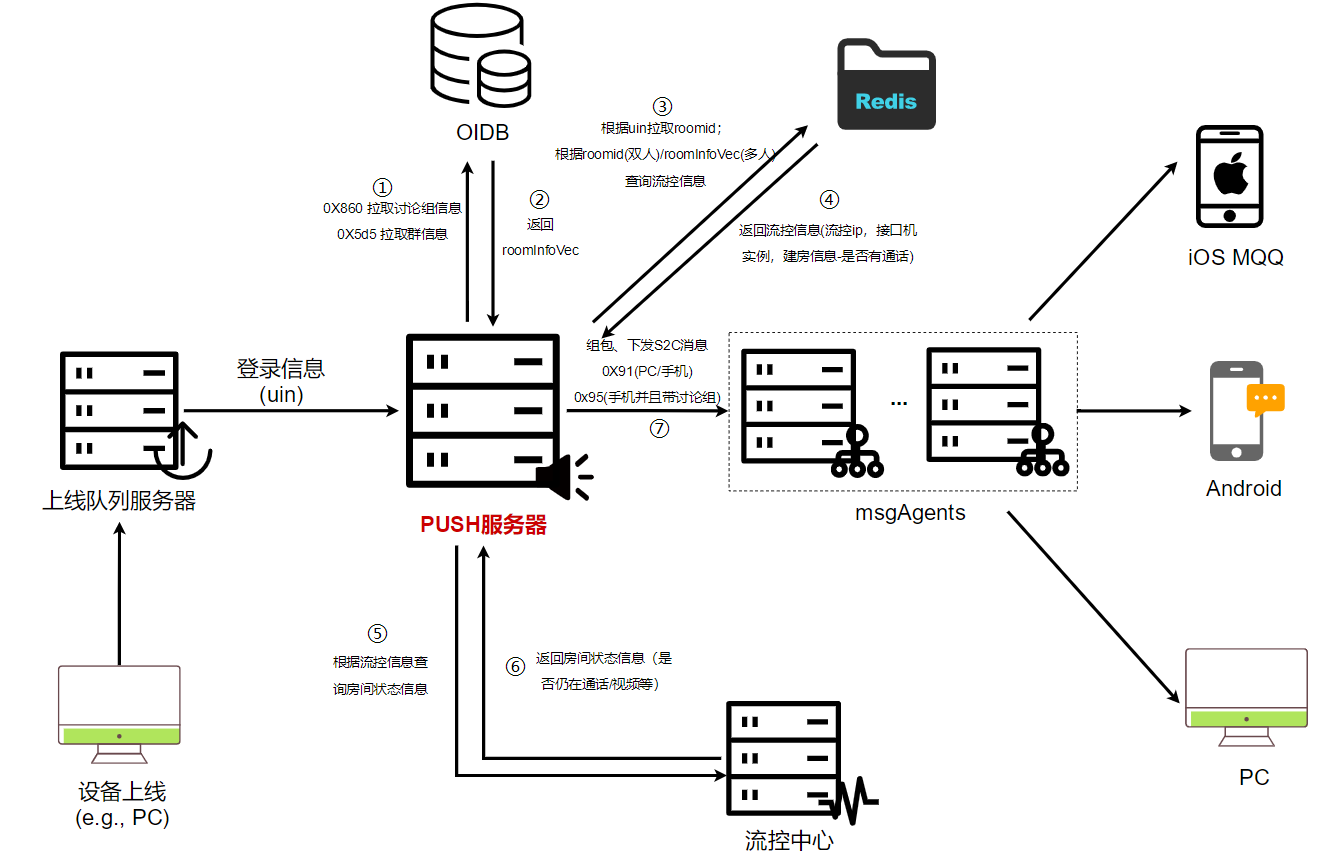 OIDB
Redis
①
0X860 拉取讨论组信息
0X5d5 拉取群信息
②
返回
roomInfoVec
③
根据uin拉取roomid；
根据roomid(双人)/roomInfoVec(多人)
查询流控信息
④
返回流控信息(流控ip，接口机
实例，建房信息-是否有通话)
iOS MQQ
登录信息
(uin)
组包、下发S2C消息
0X91(PC/手机)
0x95(手机并且带讨论组)
⑦
...
上线队列服务器
PUSH服务器
msgAgents
Android
⑤
根据流控信息查
询房间状态信息
⑥
返回房间状态信息（是
否仍在通话/视频等）
设备上线
(e.g., PC)
流控中心
PC